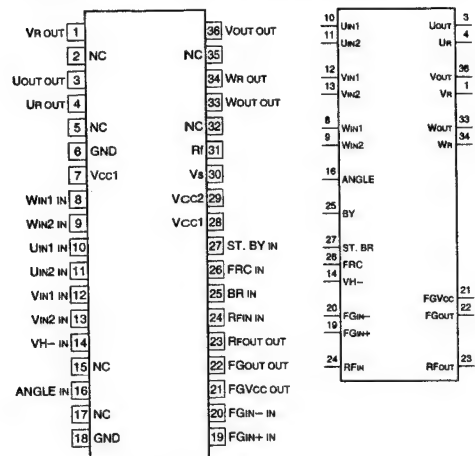 VR OUT 1
2 NC
UOUT OUT 3
UR OUT 4
5 NC
6 GND
7 VCC1
WIN1 IN 8
WIN2 IN 9
UIN1 IN 10
UIN2 IN 11
VIN1 IN 12
VIN2 IN 13
VH– IN 14
15 NC
ANGLE IN 16
17 NC
18 GND
36 VOUT OUT
NC 35
34 WR OUT
33 WOUT OUT
NC 32
Rf 31
Vs 30
VCC2 29
VCC1 28
27 ST. BY IN
26 FRC IN
25 BR IN
24 RFIN IN
23 RFOUT OUT
22 FGOUT OUT
21 FGVCC OUT
20 FGIN– IN
19 FGIN+ IN
10 UIN1 UOUT 3
11 UIN2 UR 4
12 VIN1 VOUT 36
13 VIN2 VR 1
8 WIN1 WOUT 33
9 WIN2 WR 34
16 ANGLE
25 BY
27 ST. BR
26 FRC
14 VH–
FGVCC 21
20 FGIN– FGOUT 22
19 FGIN+
24 RFIN RFOUT 23